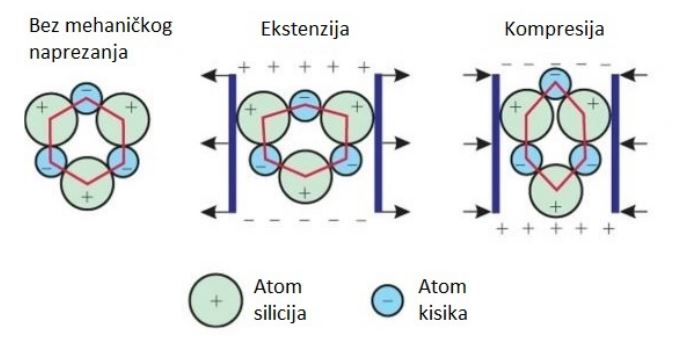 Bez mehaničkog
naprezanja
Ekstenzija
Kompresija
+ + + + +
- - - - -
+ + -
- -
+
+ + -
- -
+
+ + -
- -
+
- - - - -
+ + + + +
+ Atom
silicija
- Atom
kisika